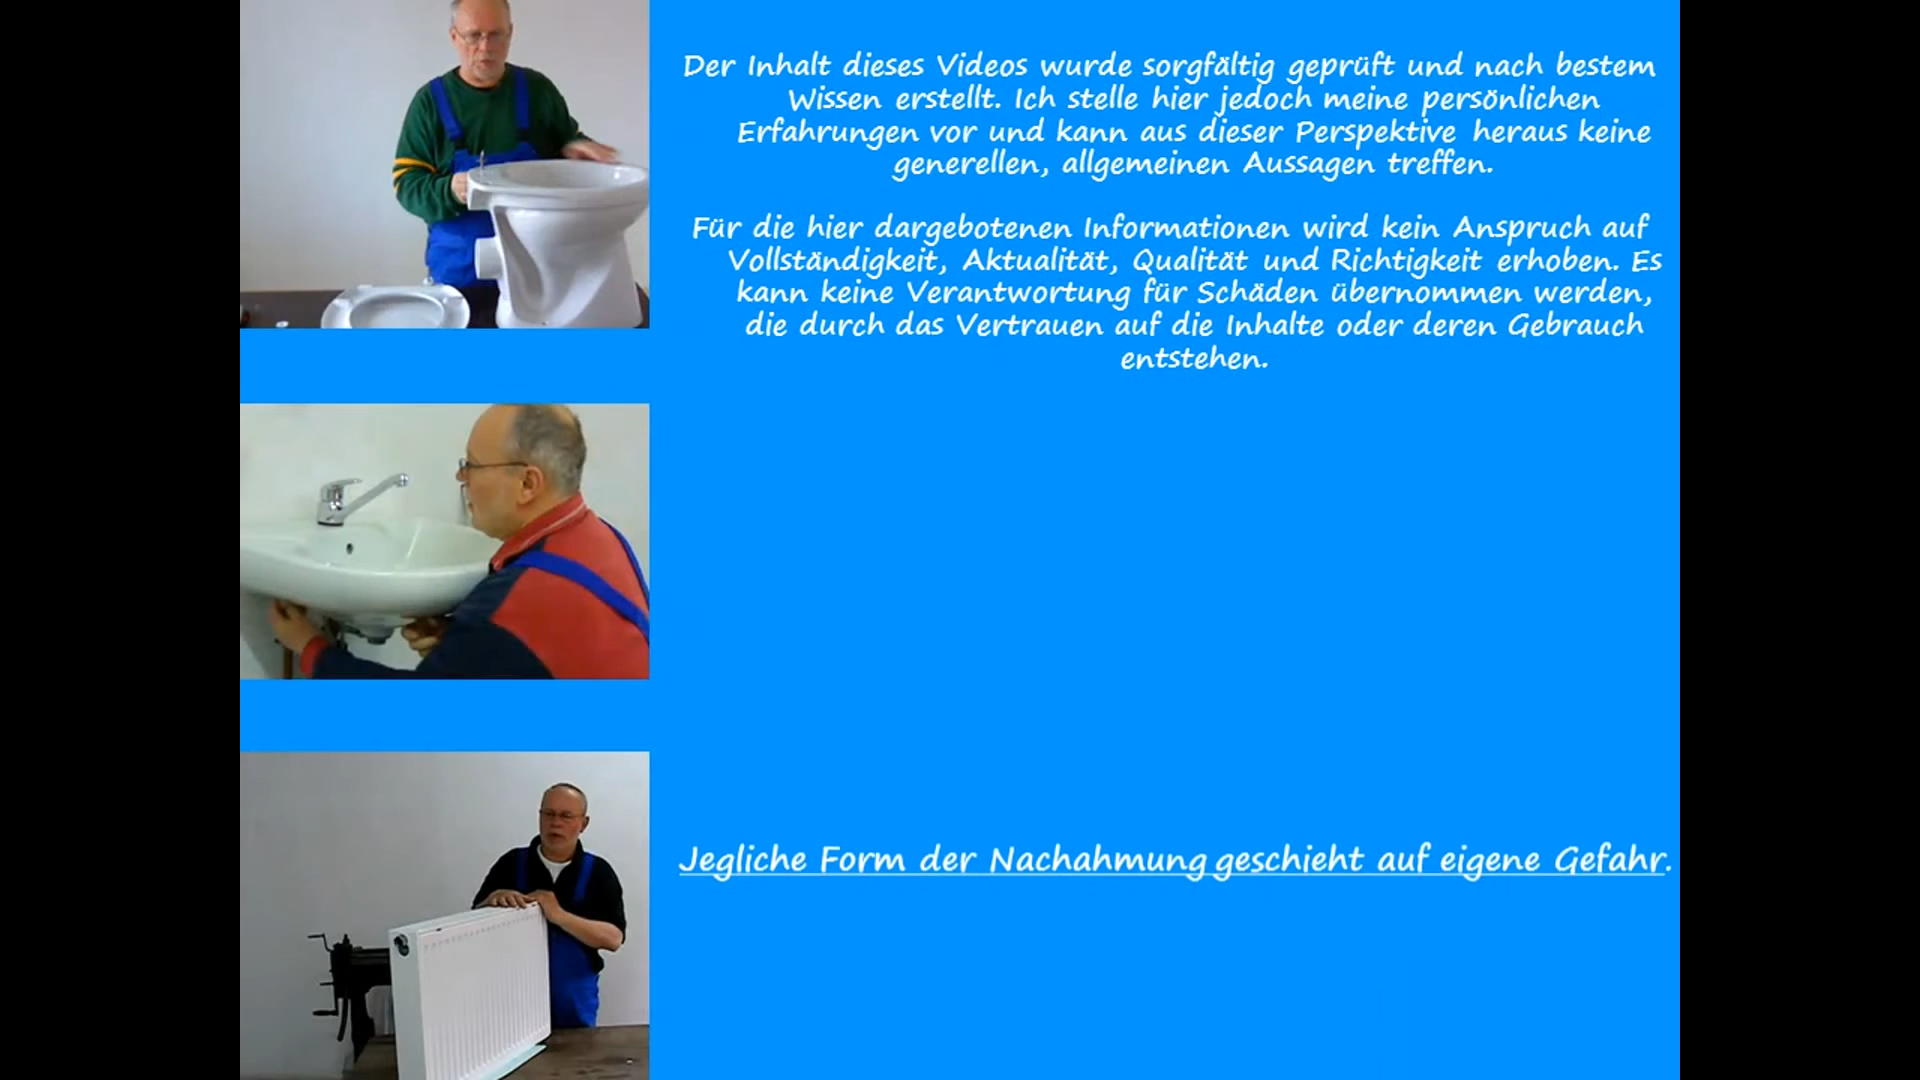 Der Inhalt dieses Videos wurde sorgfältig geprüft und nach bestem
Wissen erstellt. Ich stelle hier jedoch meine persönlichen
Erfahrungen vor und kann aus dieser Perspektive heraus keine
generellen, allgemeinen Aussagen treffen.
Für die hier dargebotenen Informationen wird kein Anspruch auf
Vollständigkeit, Aktualität, Qualität und Richtigkeit erhoben. Es
kann keine Verantwortung für Schäden übernommen werden,
die durch das Vertrauen auf die Inhalte oder deren Gebrauch
entstehen.
Jegliche Form der Nachahmung geschieht auf eigene Gefahr.